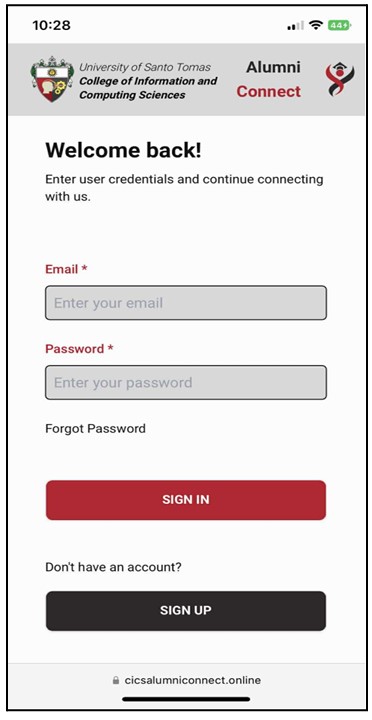 10:28
44
University of Santo Tomas
College of Information and
Computing Sciences
Alumni
Connect
Welcome back!
Enter user credentials and continue connecting
with us.
Email *
Enter your email
Password *
Enter your password
Forgot Password
SIGN IN
Don't have an account?
SIGN UP
cicsalumniconnect.online